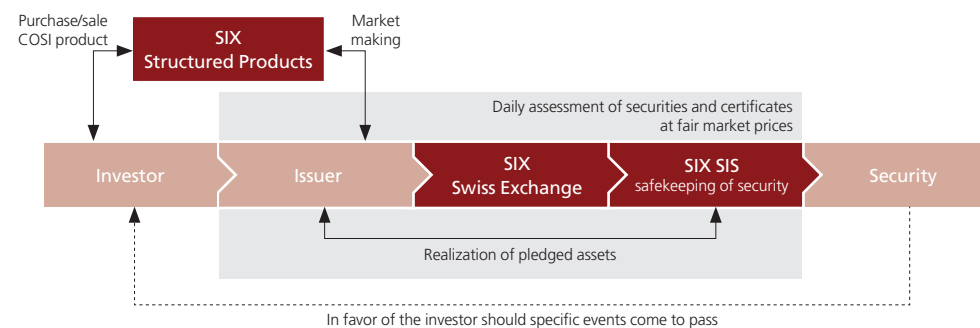 Purchase/sale
COSI product
SIX
Structured Products
Market
making
Daily assessment of securities and certificates
at fair market prices
Investor
Issuer
SIX
Swiss Exchange
SIX SIS
safekeeping of security
Security
Realization of pledged assets
In favor of the investor should specific events come to pass